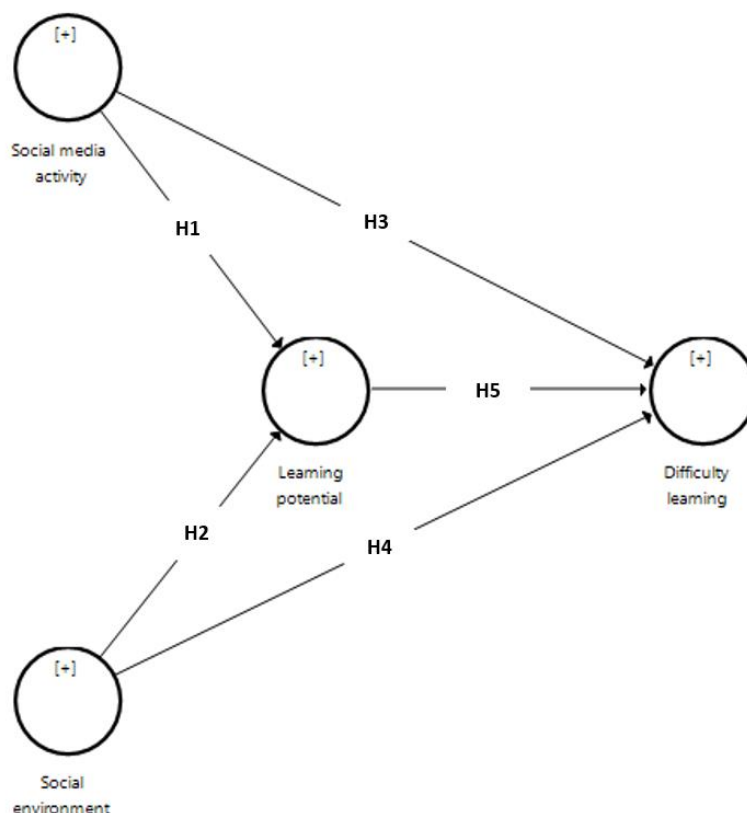 [+]
Social media
activity
H1
H3
[+]
Learning
potential
H5
[+]
Difficulty
learning
H2
H4
[+]
Social
environment